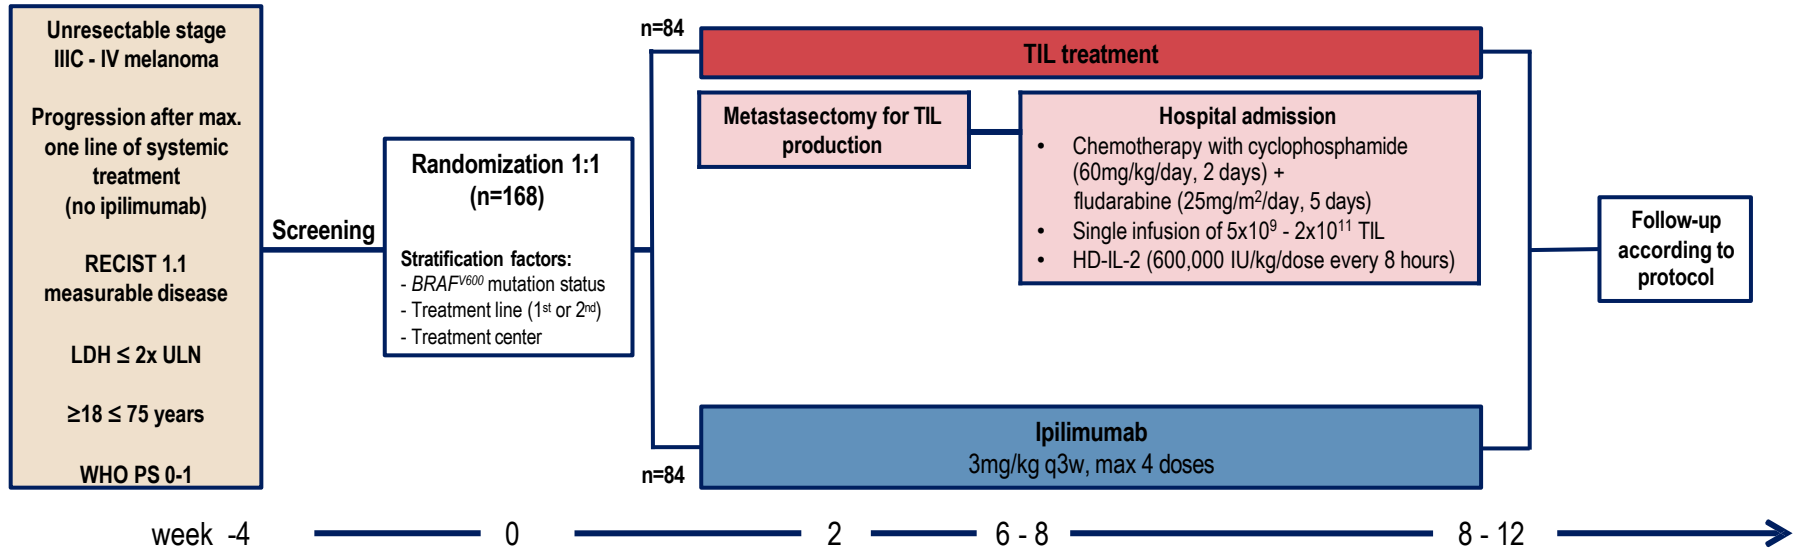 Unresectable stage
IIIC - IV melanoma
Progression after max.
one line of systemic
treatment
(no ipilimumab)
RECIST 1.1
measurable disease
LDH ≤ 2x ULN
≥18 ≤ 75 years
WHO PS 0-1
Screening
Randomization 1:1
(n=168)
Stratification factors:
- BRAFV600 mutation status
- Treatment line (1st or 2nd)
- Treatment center
n=84
TIL treatment
Metastasectomy for TIL
production
Hospital admission
• Chemotherapy with cyclophosphamide
(60mg/kg/day, 2 days) +
fludarabine (25mg/m²/day, 5 days)
• Single infusion of 5x10⁹ - 2x10¹¹ TIL
• HD-IL-2 (600,000 IU/kg/dose every 8 hours)
n=84
Ipilimumab
3mg/kg q3w, max 4 doses
Follow-up
according to
protocol
week -4 0 2 6 - 8 8 - 12